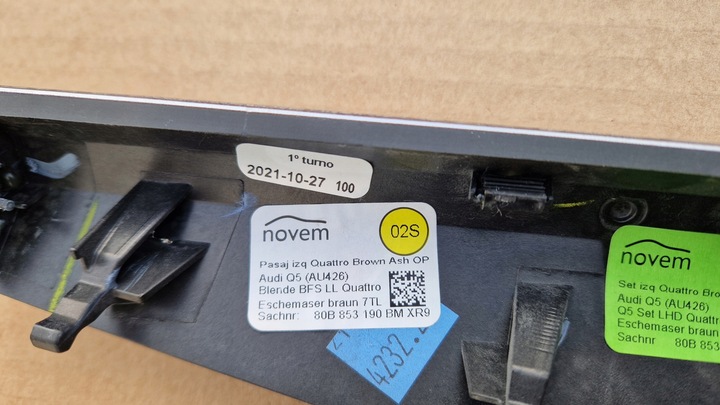 1º turno
2021-10-27 100
novem
02S
Pasaj izq Quattro Brown Ash OP
Audi Q5 (AU426)
Blende BFS LL Quattro
Eschemaser braun 7TL
Sachnr: 80B 853 190 BM XR9
4232.
novem
Set izq Quattro Brow
Audi Q5 (AU426)
Q5 Set LHD Quattr
Eschemaser braun
Sachnr 80B 853